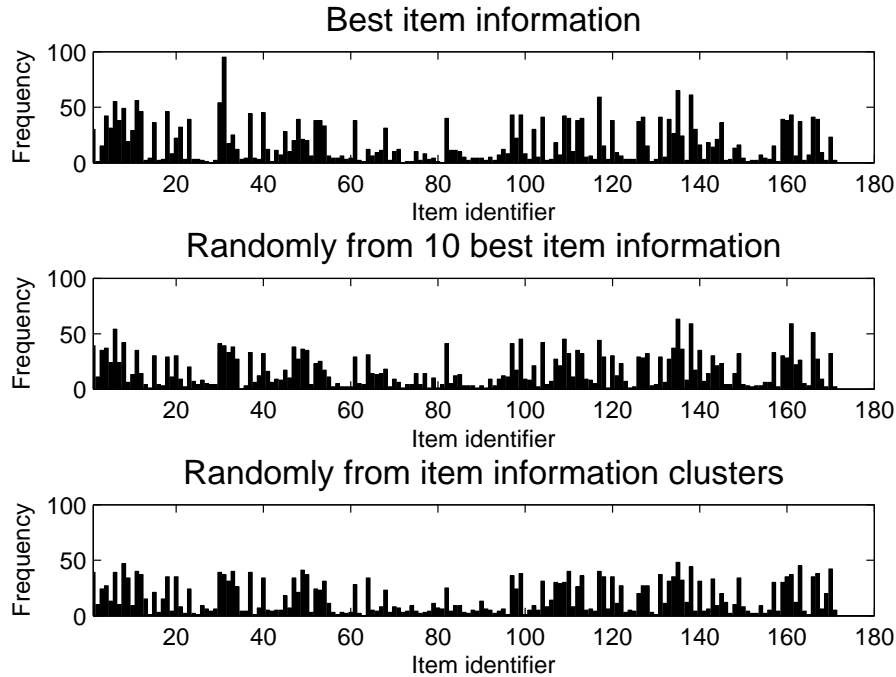 Best item information
100
50
0
Frequency
20 40 60 80 100 120 140 160 180
Item identifier
Randomly from 10 best item information
100
50
0
Frequency
20 40 60 80 100 120 140 160 180
Item identifier
Randomly from item information clusters
100
50
0
Frequency
20 40 60 80 100 120 140 160 180
Item identifier